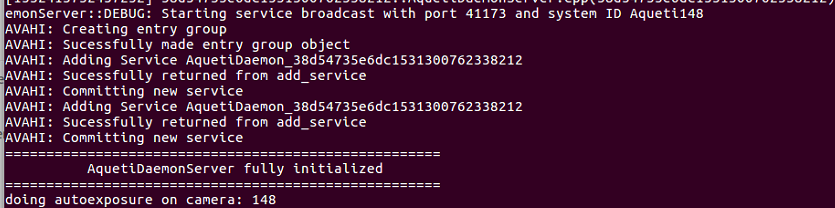 emonServer::DEBUG: Starting service broadcast with port 41173 and system ID Aqueti148
AVAHI: Creating entry group
AVAHI: Sucessfully made entry group object
AVAHI: Adding Service AquetiDaemon_38d54735e6dc1531300762338212
AVAHI: Sucessfully returned from add_service
AVAHI: Committing new service
AVAHI: Adding Service AquetiDaemon_38d54735e6dc1531300762338212
AVAHI: Sucessfully returned from add_service
AVAHI: Committing new service
=====================================================
AquetiDaemonServer fully initialized
=====================================================
doing autoexposure on camera: 148